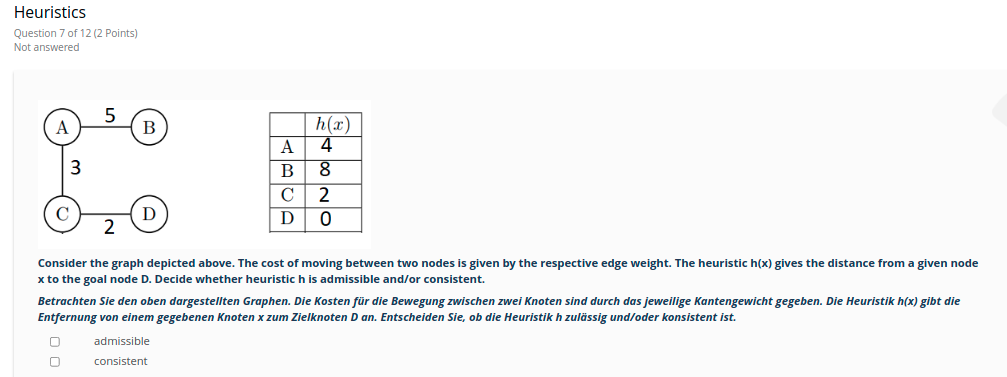 Heuristics
Question 7 of 12 (2 Points)
Not answered
A 5 B
3
C 2 D
h(x)
A 4
B 8
C 2
D 0
Consider the graph depicted above. The cost of moving between two nodes is given by the respective edge weight. The heuristic h(x) gives the distance from a given node
x to the goal node D. Decide whether heuristic h is admissible and/or consistent.
Betrachten Sie den oben dargestellten Graphen. Die Kosten für die Bewegung zwischen zwei Knoten sind durch das jeweilige Kantengewicht gegeben. Die Heuristik h(x) gibt die
Entfernung von einem gegebenen Knoten x zum Zielknoten D an. Entscheiden Sie, ob die Heuristik h zulässig und/oder konsistent ist.
admissible
consistent